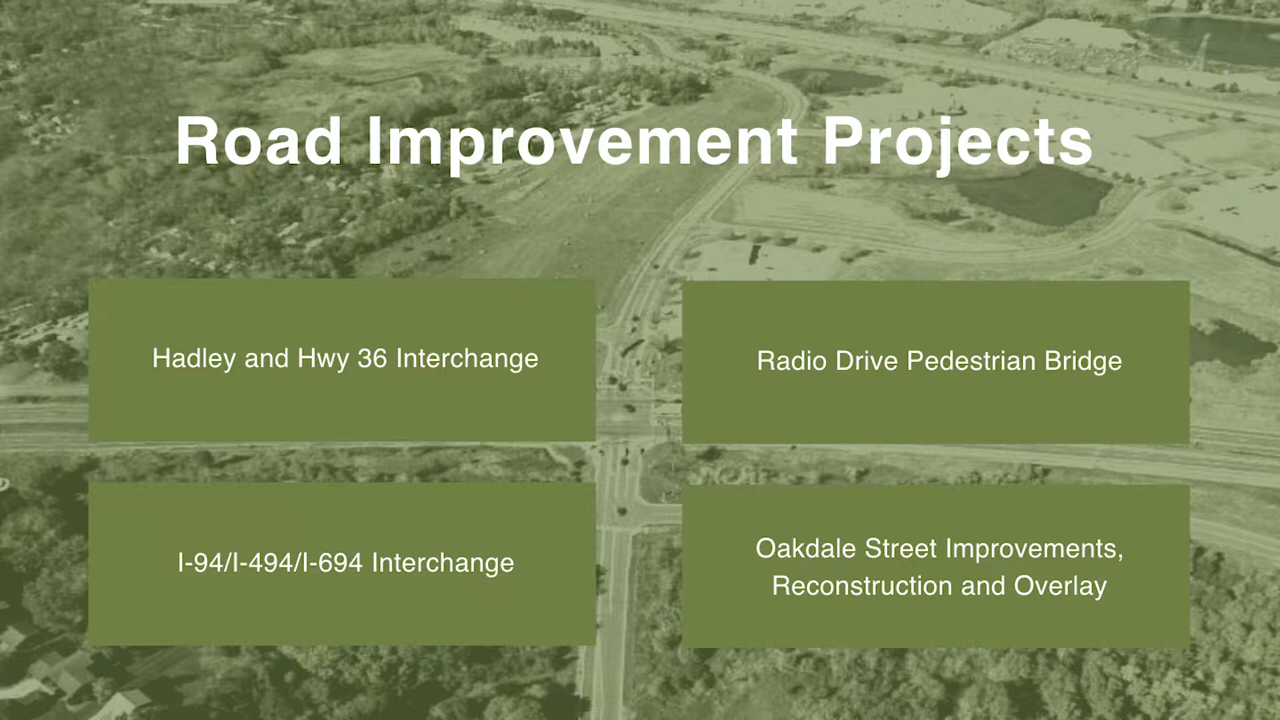 Road Improvement Projects
Hadley and Hwy 36 Interchange
Radio Drive Pedestrian Bridge
I-94/I-494/I-694 Interchange
Oakdale Street Improvements,
Reconstruction and Overlay